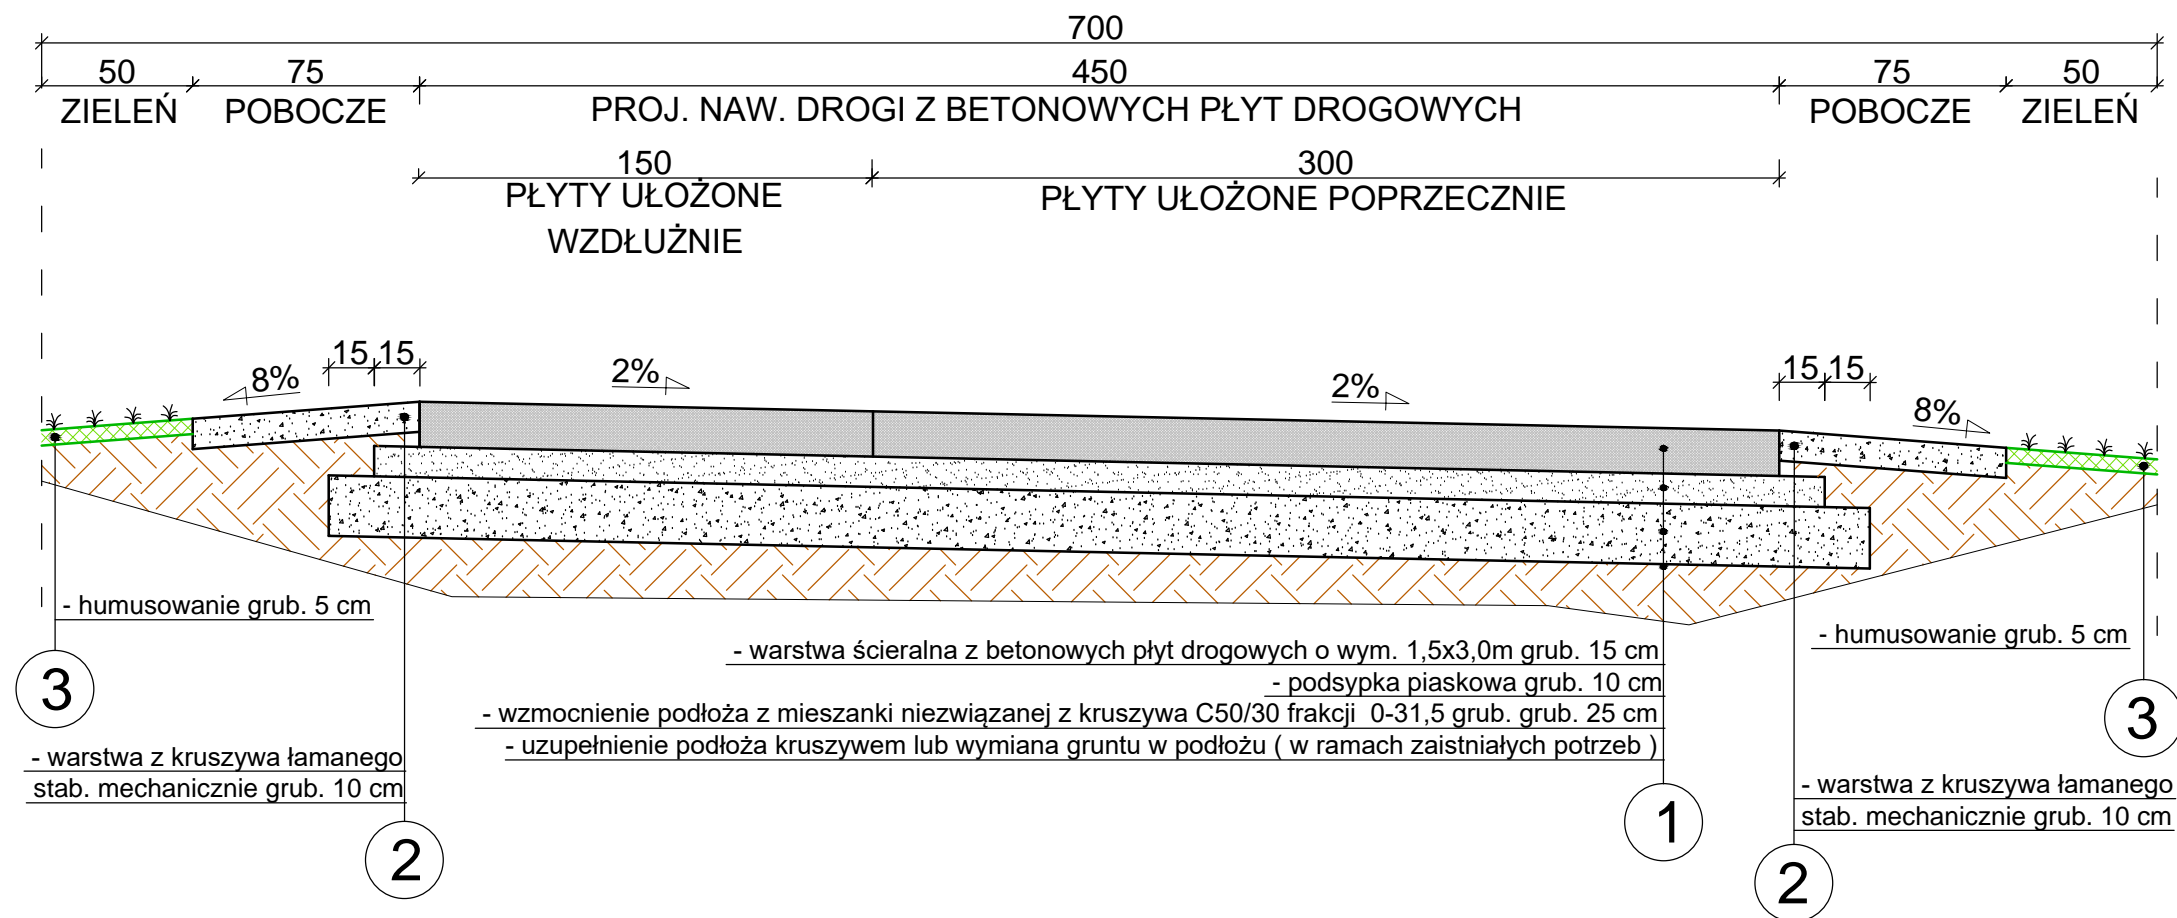 700
50 75 450 75 50
ZIELEŃ POBOCZE PROJ. NAW. DROGI Z BETONOWYCH PŁYT DROGOWYCH POBOCZE ZIELEŃ
150 300
PŁYTY UŁOŻONE
WZDŁUŻNIE
PŁYTY UŁOŻONE POPRZECZNIE
15 15 15 15
8% 2% 2% 8%
- humusowanie grub. 5 cm
3
- warstwa z kruszywa łamanego
stab. mechanicznie grub. 10 cm
2
- warstwa ścieralna z betonowych płyt drogowych o wym. 1,5x3,0m grub. 15 cm
- podsypka piaskowa grub. 10 cm
- wzmocnienie podłoża z mieszanki niezwiązanej z kruszywa C50/30 frakcji 0-31,5 grub. grub. 25 cm
- uzupełnienie podłoża kruszywem lub wymiana gruntu w podłożu ( w ramach zaistniałych potrzeb )
1
- humusowanie grub. 5 cm
3
- warstwa z kruszywa łamanego
stab. mechanicznie grub. 10 cm
2